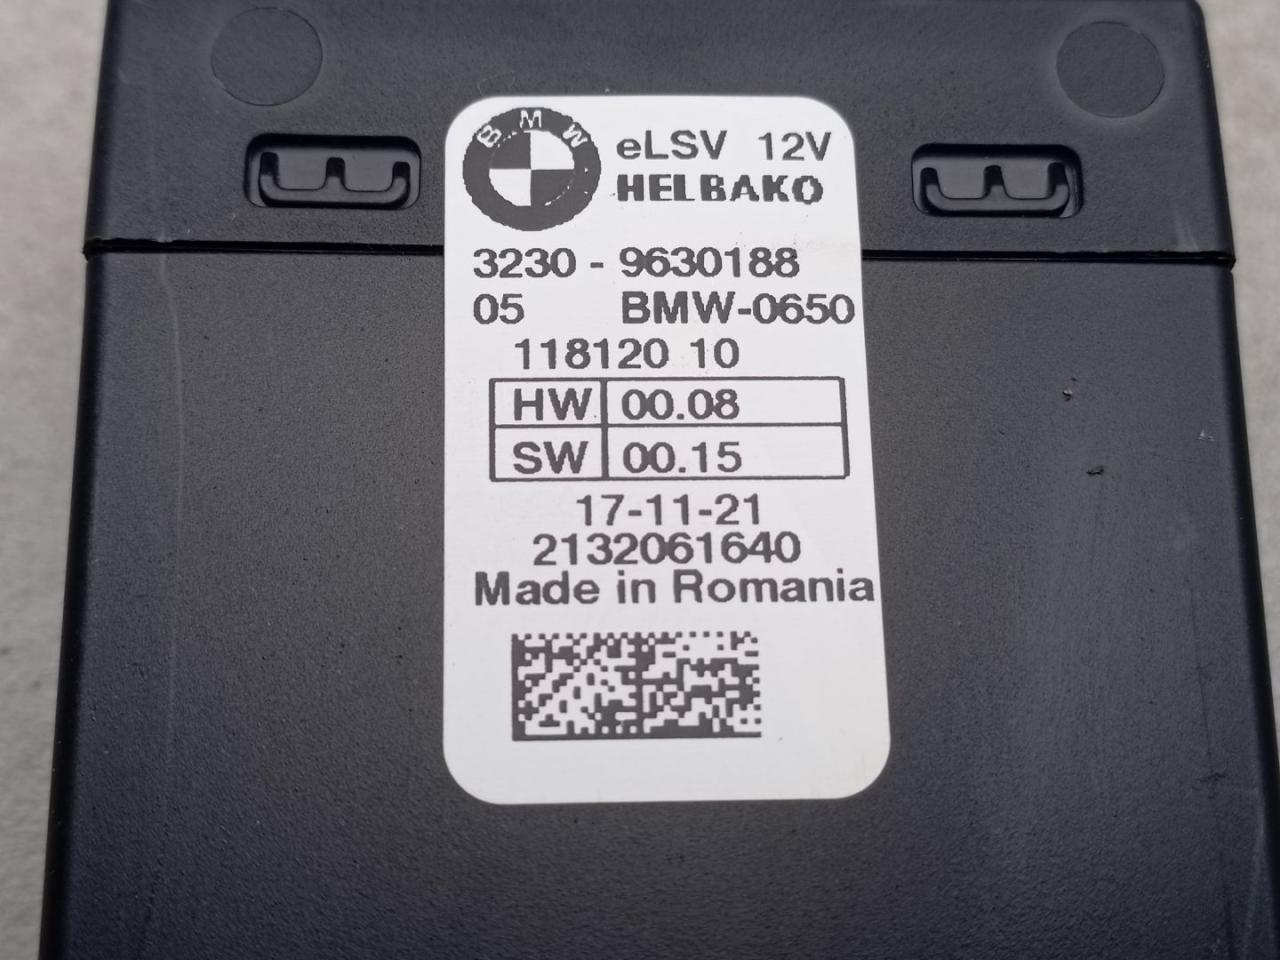 BMW
eLSV 12V
HELBAKO
3230 - 9630188
05 BMW-0650
118120 10
HW 00.08
SW 00.15
17-11-21
2132061640
Made in Romania